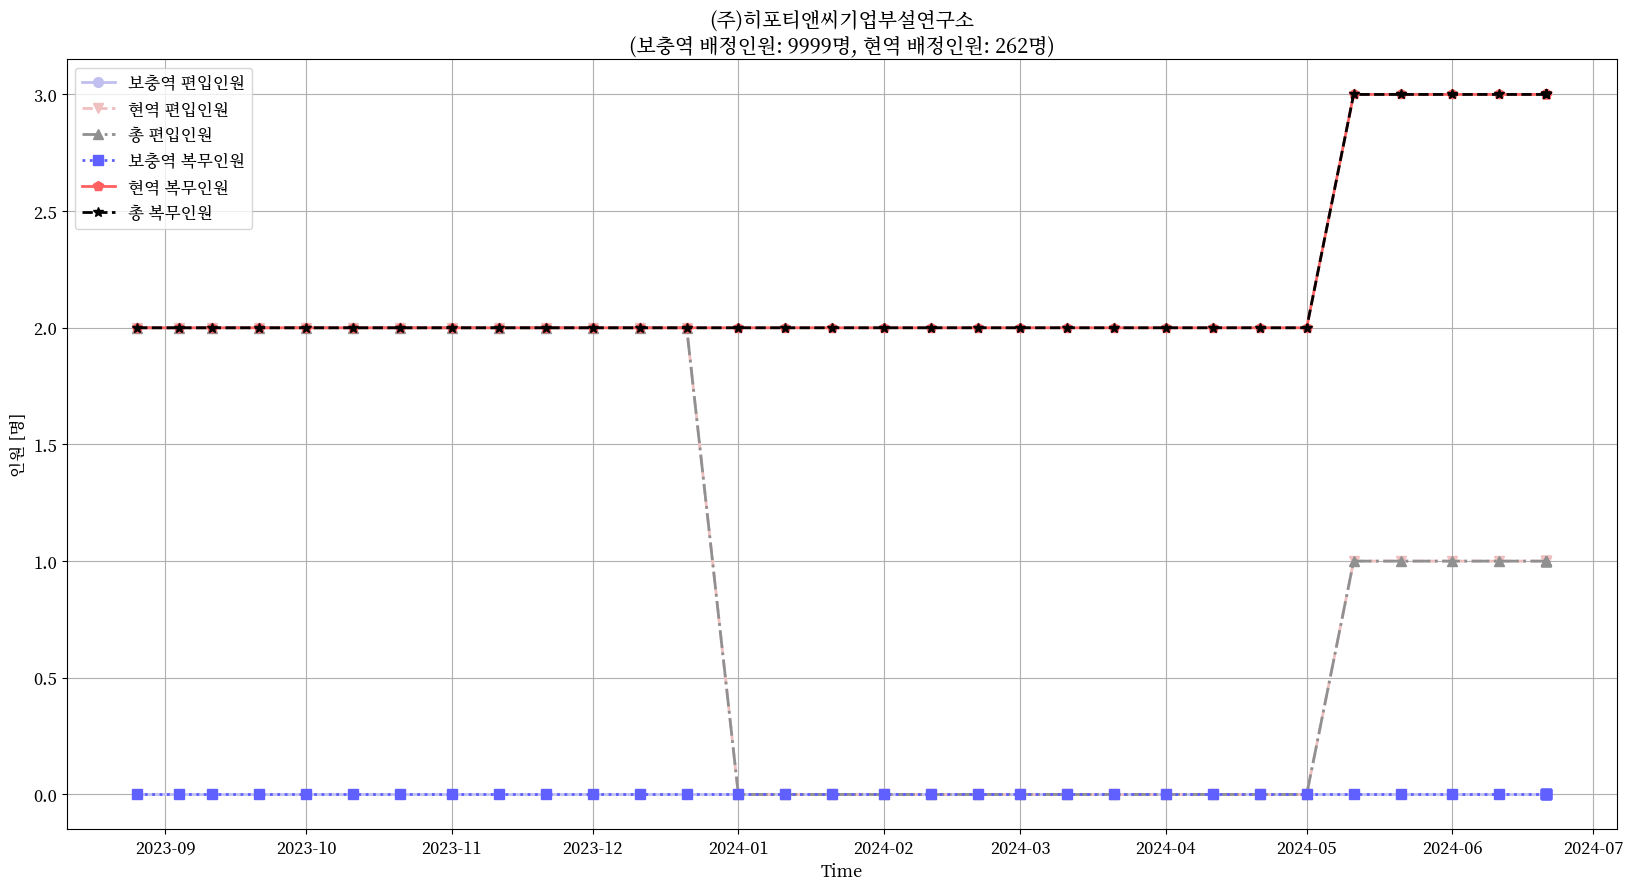 (주)히포티앤씨기업부설연구소
(보충역 배정인원: 9999명, 현역 배정인원: 262명)
보충역 편입인원
현역 편입인원
총 편입인원
보충역 복무인원
현역 복무인원
총 복무인원
3.0
2.5
2.0
1.5
1.0
0.5
0.0
인원 [명]
2023-09 2023-10 2023-11 2023-12 2024-01 2024-02 2024-03 2024-04 2024-05 2024-06 2024-07
Time